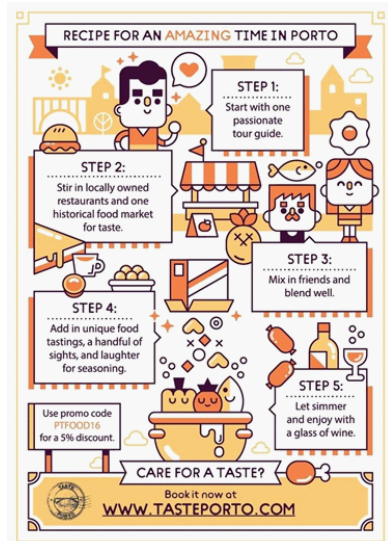 RECIPE FOR AN AMAZING TIME IN PORTO
STEP 1:
Start with one
passionate
tour guide.
STEP 2:
Stir in locally owned
restaurants and one
historical food market
for taste.
STEP 3:
Mix in friends and
blend well.
STEP 4:
Add in unique food
tastings, a handful of
sights, and laughter
for seasoning.
STEP 5:
Let simmer
and enjoy with
a glass of wine.
Use promo code
PTFOOD16
for a 5% discount.
CARE FOR A TASTE?
Book it now at
WWW.TASTEPORTO.COM
TASTE
PORTO